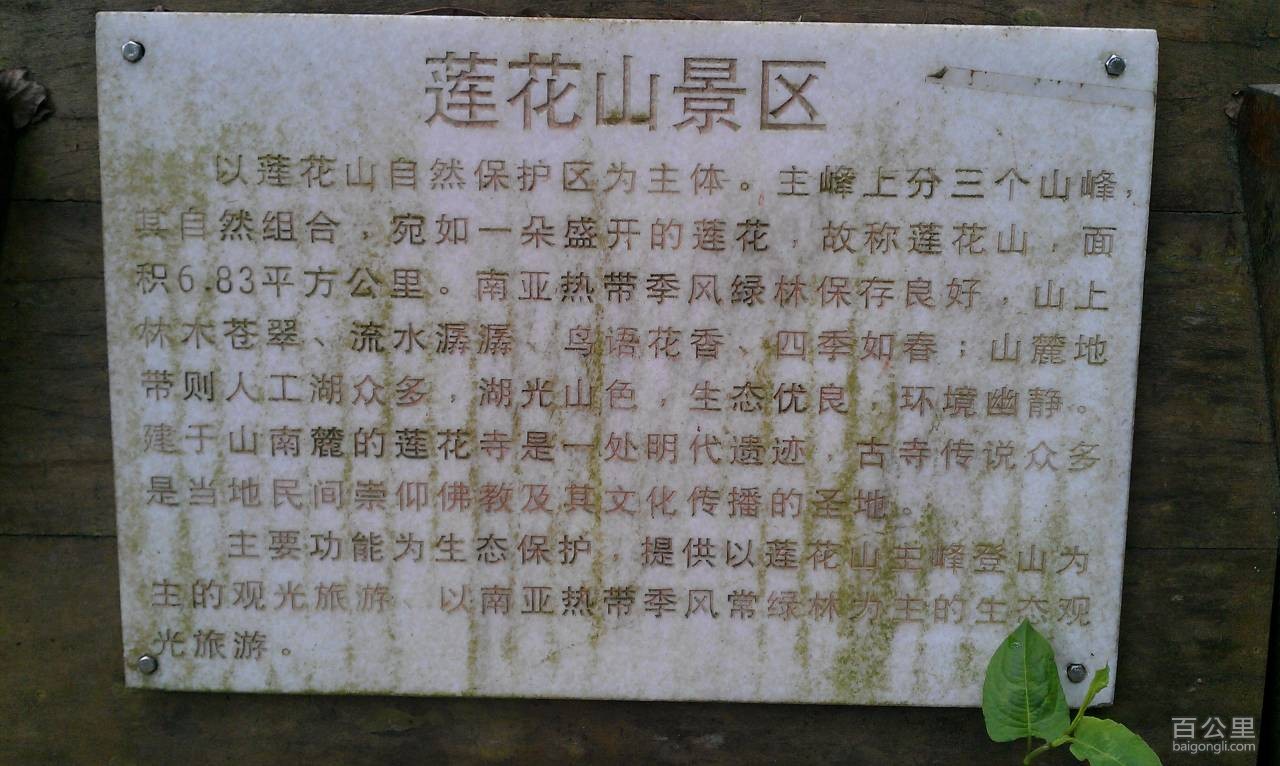 莲花山景区
以莲花山自然保护区为主体。主峰上分三个山峰,
其自然组合,宛如一朵盛开的莲花,故称莲花山,面
积6.83平方公里。南亚热带季风绿林保存良好,山上
林木苍翠、流水潺潺、鸟语花香、四季如春;山麓地
带则人工湖众多,湖光山色,生态优良,环境幽静。
建于山南麓的莲花寺是一处明代遗迹,古寺传说众多
是当地民间崇仰佛教及其文化传播的圣地。
主要功能为生态保护,提供以莲花山主峰登山为
主的观光旅游、以南亚热带季风常绿林为主的生态观
光旅游。
百公里
baigongli.com